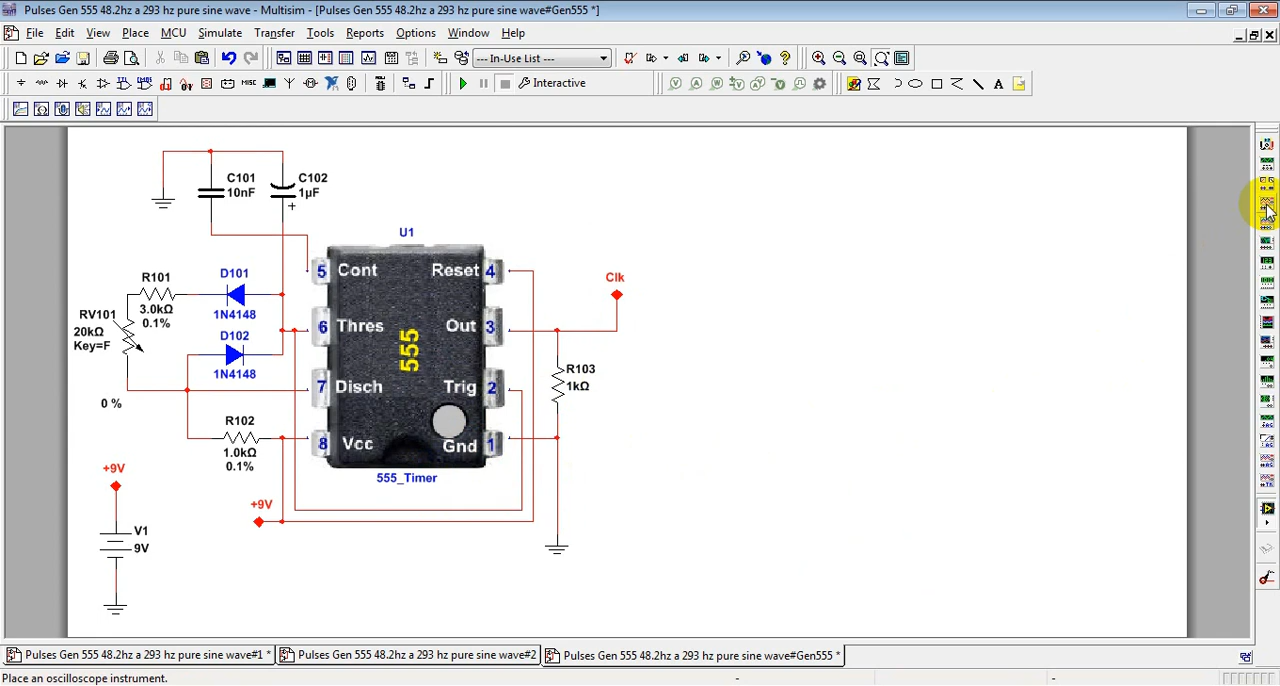 Pulses Gen 555 48.2hz a 293 hz pure sine wave - Multisim - [Pulses Gen 555 48.2hz a 293 hz pure sine wave#Gen555 *]
File Edit View Place MCU Simulate Transfer Tools Reports Options Window Help
--- In-Use List ---
MISC
Interactive
V A W
A
C101
10nF
C102
1µF
+
U1
5 Cont
Reset 4
Clk
R101
3.0kΩ
0.1%
D101
1N4148
RV101
20kΩ
Key=F
6 Thres
Out 3
555
D102
1N4148
R103
1kΩ
7 Disch
Trig 2
0 %
R102
1.0kΩ
0.1%
8 Vcc
Gnd 1
555_Timer
+9V
+9V
V1
9V
Pulses Gen 555 48.2hz a 293 hz pure sine wave#1 *
Pulses Gen 555 48.2hz a 293 hz pure sine wave#2
Pulses Gen 555 48.2hz a 293 hz pure sine wave#Gen555 *
Place an oscilloscope instrument.
-
-